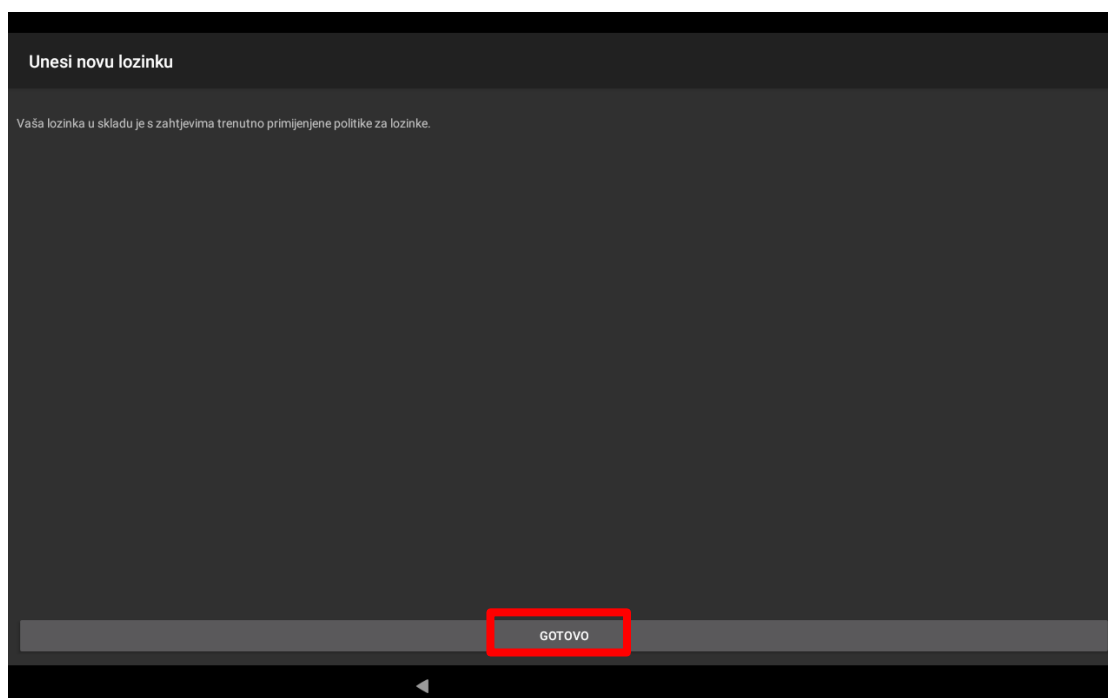 Unesi novu lozinku
Vaša lozinka u skladu je s zahtjevima trenutno primijenjene politike za lozinke.
GOTOVO